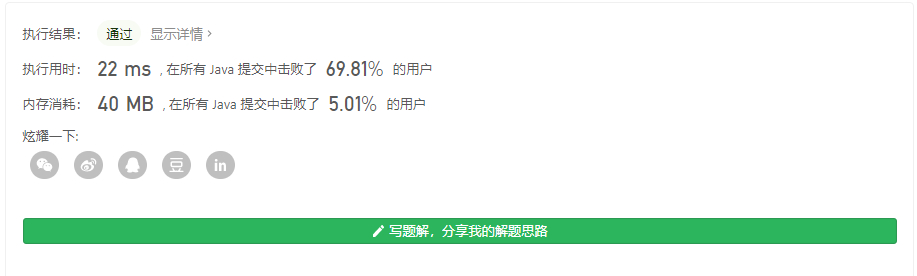 执行结果： 通过 显示详情 ›
执行用时： 22 ms , 在所有 Java 提交中击败了 69.81% 的用户
内存消耗： 40 MB , 在所有 Java 提交中击败了 5.01% 的用户
炫耀一下:
豆 in
写题解，分享我的解题思路